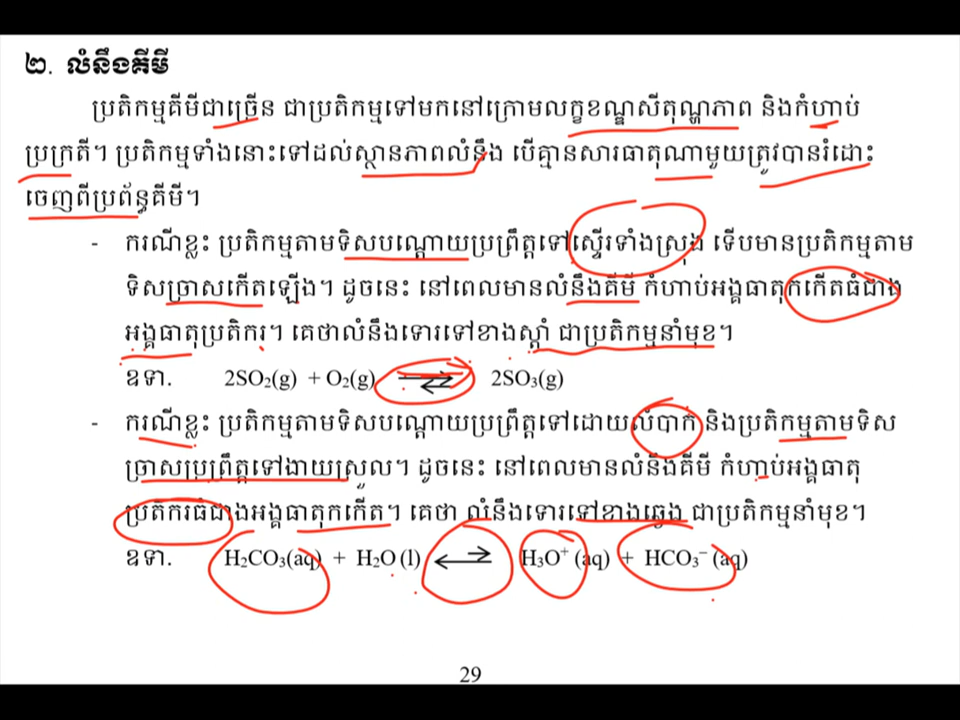 ២. លំនឹងគីមី
ប្រតិកម្មគីមីជាច្រើន ជាប្រតិកម្មទៅមកនៅក្រោមលក្ខខណ្ឌសីតុណ្ហភាព និងកំហាប់
ប្រក្រតី។ ប្រតិកម្មទាំងនោះទៅដល់ស្ថានភាពលំនឹង បើគ្មានសារធាតុណាមួយត្រូវបានរំដោះ
ចេញពីប្រព័ន្ធគីមី។
- ករណីខ្លះ ប្រតិកម្មតាមទិសបណ្តោយប្រព្រឹត្តទៅស្ទើរទាំងស្រុង ទើបមានប្រតិកម្មតាម
ទិសច្រាសកើតឡើង។ ដូចនេះ នៅពេលមានលំនឹងគីមី កំហាប់អង្គធាតុកកើតធំជាង
អង្គធាតុប្រតិករ។ គេថាលំនឹងទោរទៅខាងស្តាំ ជាប្រតិកម្មនាំមុខ។
ឧទា. 2SO₂(g) + O₂(g) ⇌ 2SO₃(g)
- ករណីខ្លះ ប្រតិកម្មតាមទិសបណ្តោយប្រព្រឹត្តទៅដោយលំបាក់ និងប្រតិកម្មតាមទិស
ច្រាសប្រព្រឹត្តទៅងាយស្រួល។ ដូចនេះ នៅពេលមានលំនឹងគីមី កំហាប់អង្គធាតុ
ប្រតិករធំជាងអង្គធាតុកកើត។ គេថា លំនឹងទោរទៅខាងឆ្វេង ជាប្រតិកម្មនាំមុខ។
ឧទា. H₂CO₃(aq) + H₂O (l) ⇌ H₃O⁺ (aq) + HCO₃⁻ (aq)
29